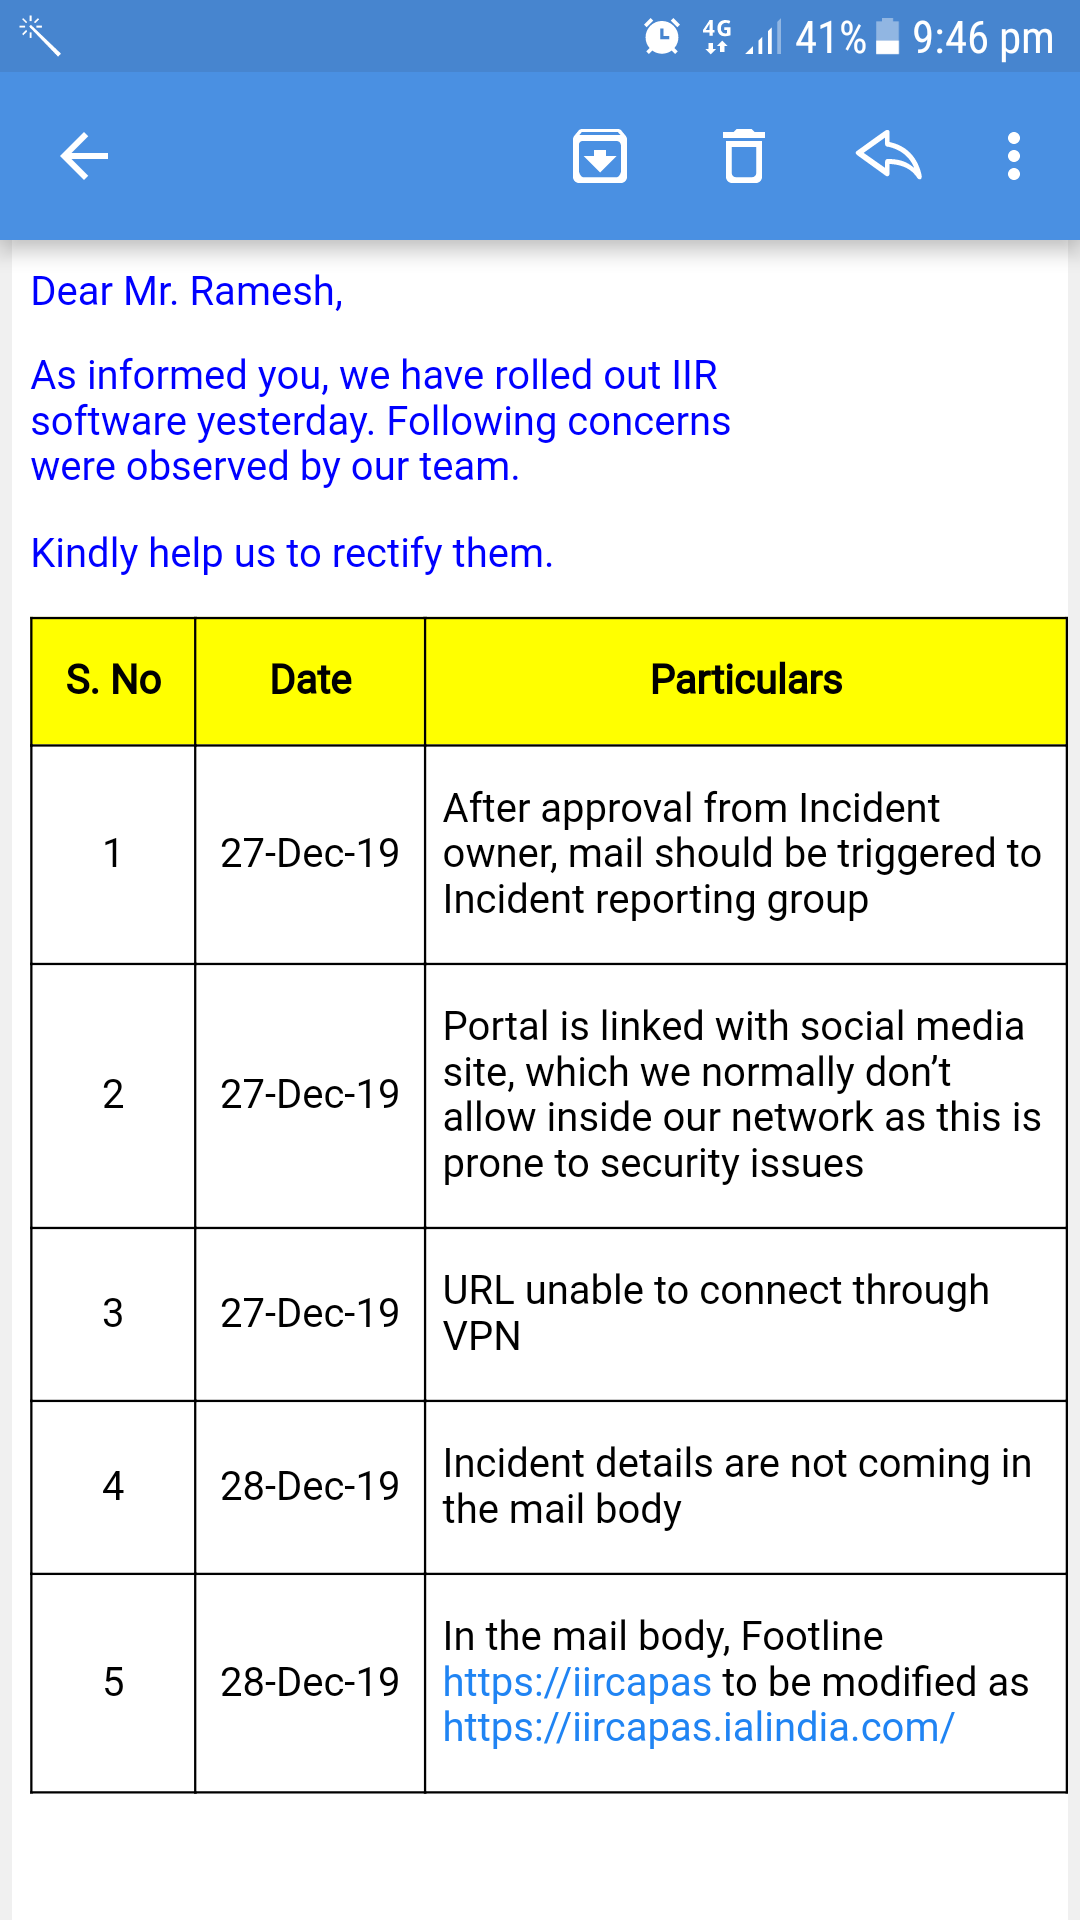 4G 41% 9:46 pm
Dear Mr. Ramesh,
As informed you, we have rolled out IIR
software yesterday. Following concerns
were observed by our team.
Kindly help us to rectify them.
S. No Date Particulars
1 27-Dec-19 After approval from Incident
owner, mail should be triggered to
Incident reporting group
2 27-Dec-19 Portal is linked with social media
site, which we normally don’t
allow inside our network as this is
prone to security issues
3 27-Dec-19 URL unable to connect through
VPN
4 28-Dec-19 Incident details are not coming in
the mail body
5 28-Dec-19 In the mail body, Footline
https://iircapas to be modified as
https://iircapas.ialindia.com/